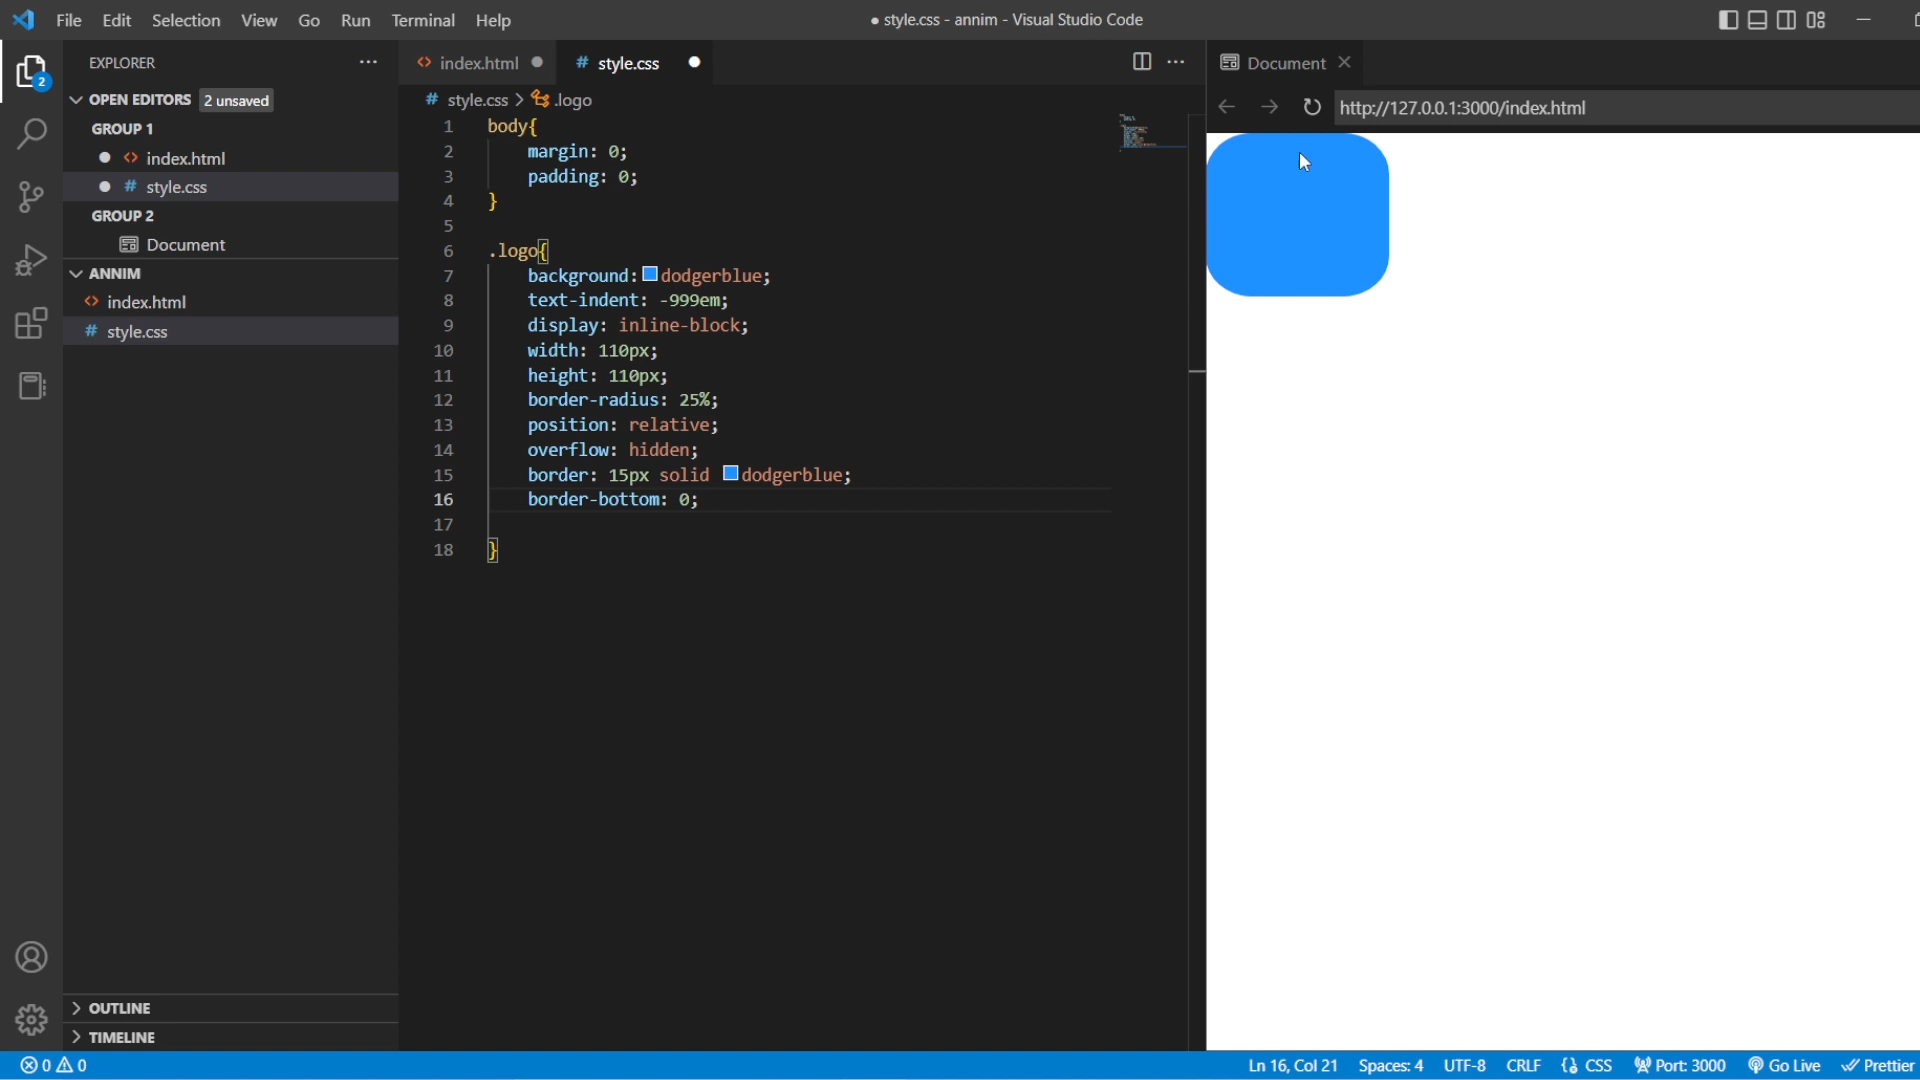 File Edit Selection View Go Run Terminal Help
● style.css - annim - Visual Studio Code
EXPLORER
2
OPEN EDITORS 2 unsaved
GROUP 1
index.html
style.css
GROUP 2
Document
ANNIM
index.html
style.css
OUTLINE
TIMELINE
index.html
# style.css
# style.css > .logo
1 body{
2 margin: 0;
3 padding: 0;
4 }
5
6 .logo{
7 background: dodgerblue;
8 text-indent: -999em;
9 display: inline-block;
10 width: 110px;
11 height: 110px;
12 border-radius: 25%;
13 position: relative;
14 overflow: hidden;
15 border: 15px solid dodgerblue;
16 border-bottom: 0;
17
18 }
Document
http://127.0.0.1:3000/index.html
0 0
Ln 16, Col 21 Spaces: 4 UTF-8 CRLF {} CSS Port: 3000 Go Live Prettier